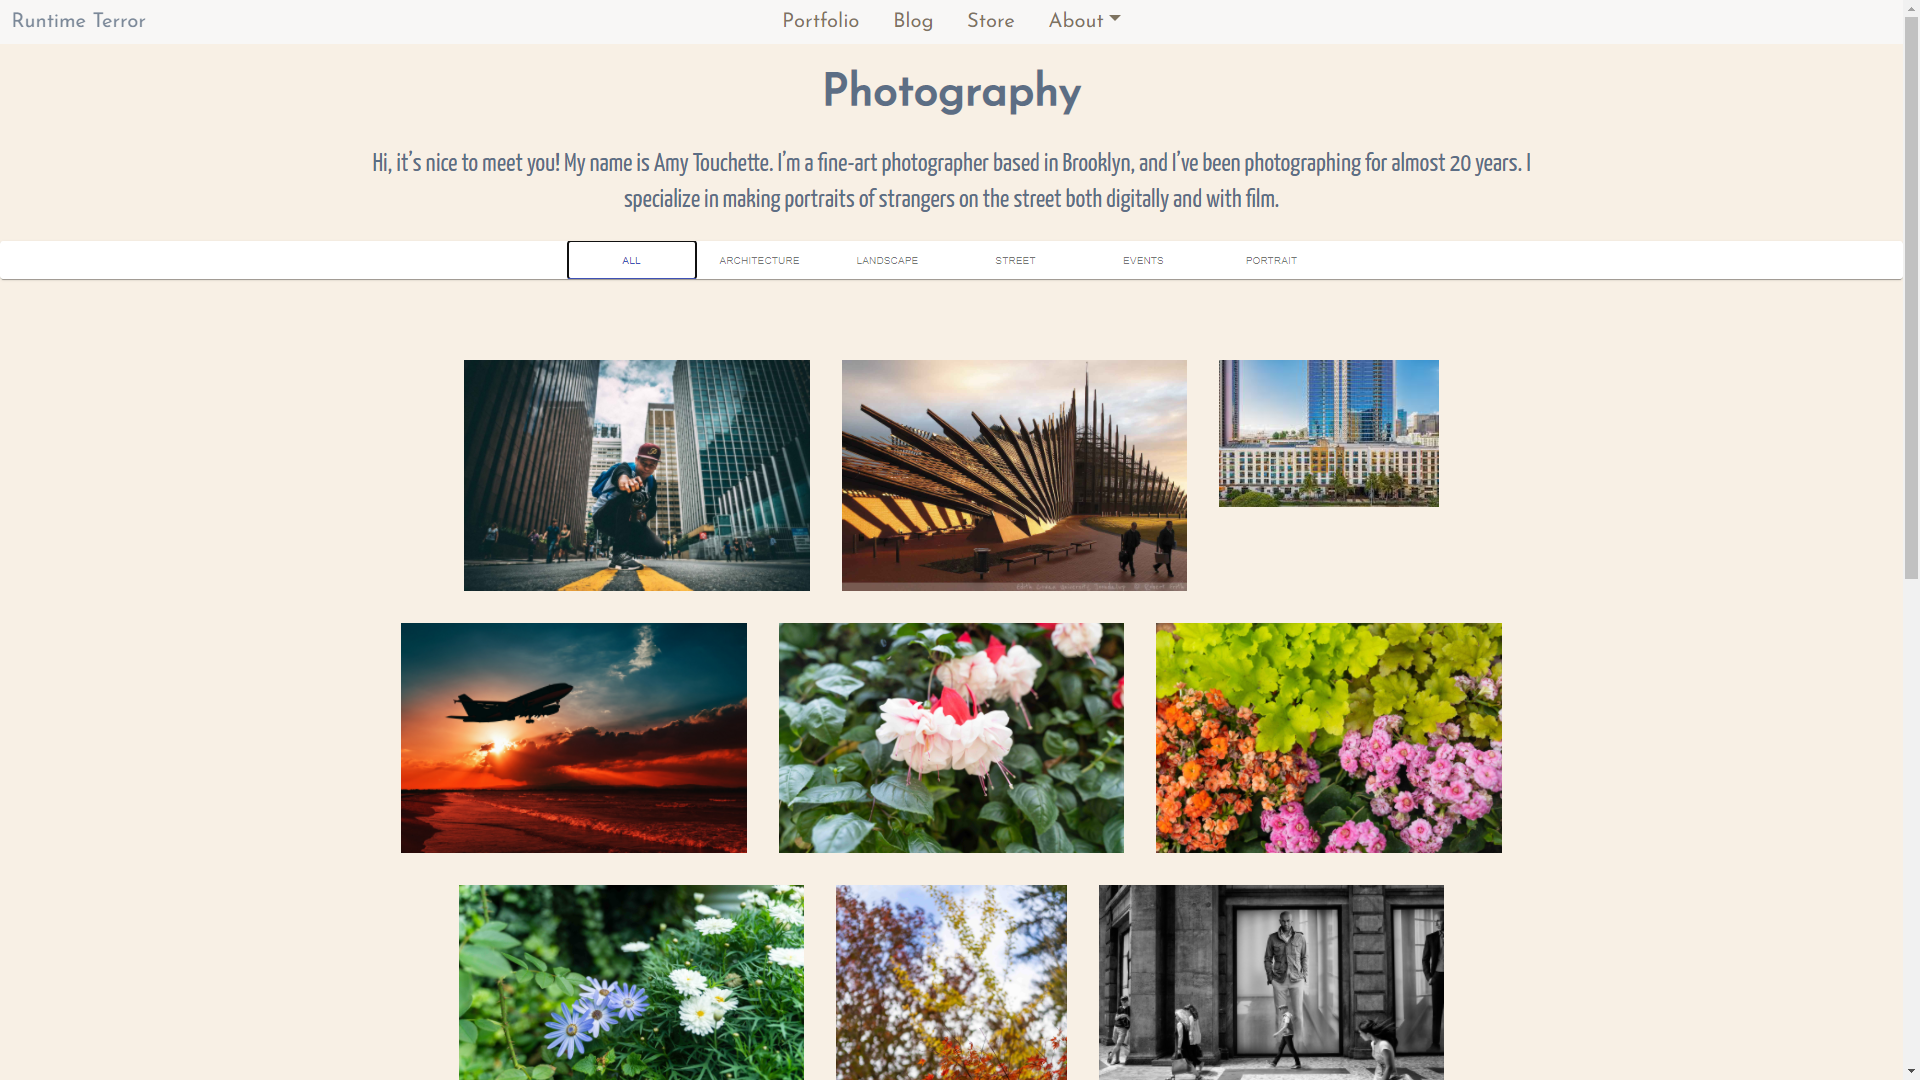 Runtime Terror
Portfolio Blog Store About
Photography
Hi, it’s nice to meet you! My name is Amy Touchette. I’m a fine-art photographer based in Brooklyn, and I’ve been photographing for almost 20 years. I
specialize in making portraits of strangers on the street both digitally and with film.
ALL ARCHITECTURE LANDSCAPE STREET EVENTS PORTRAIT